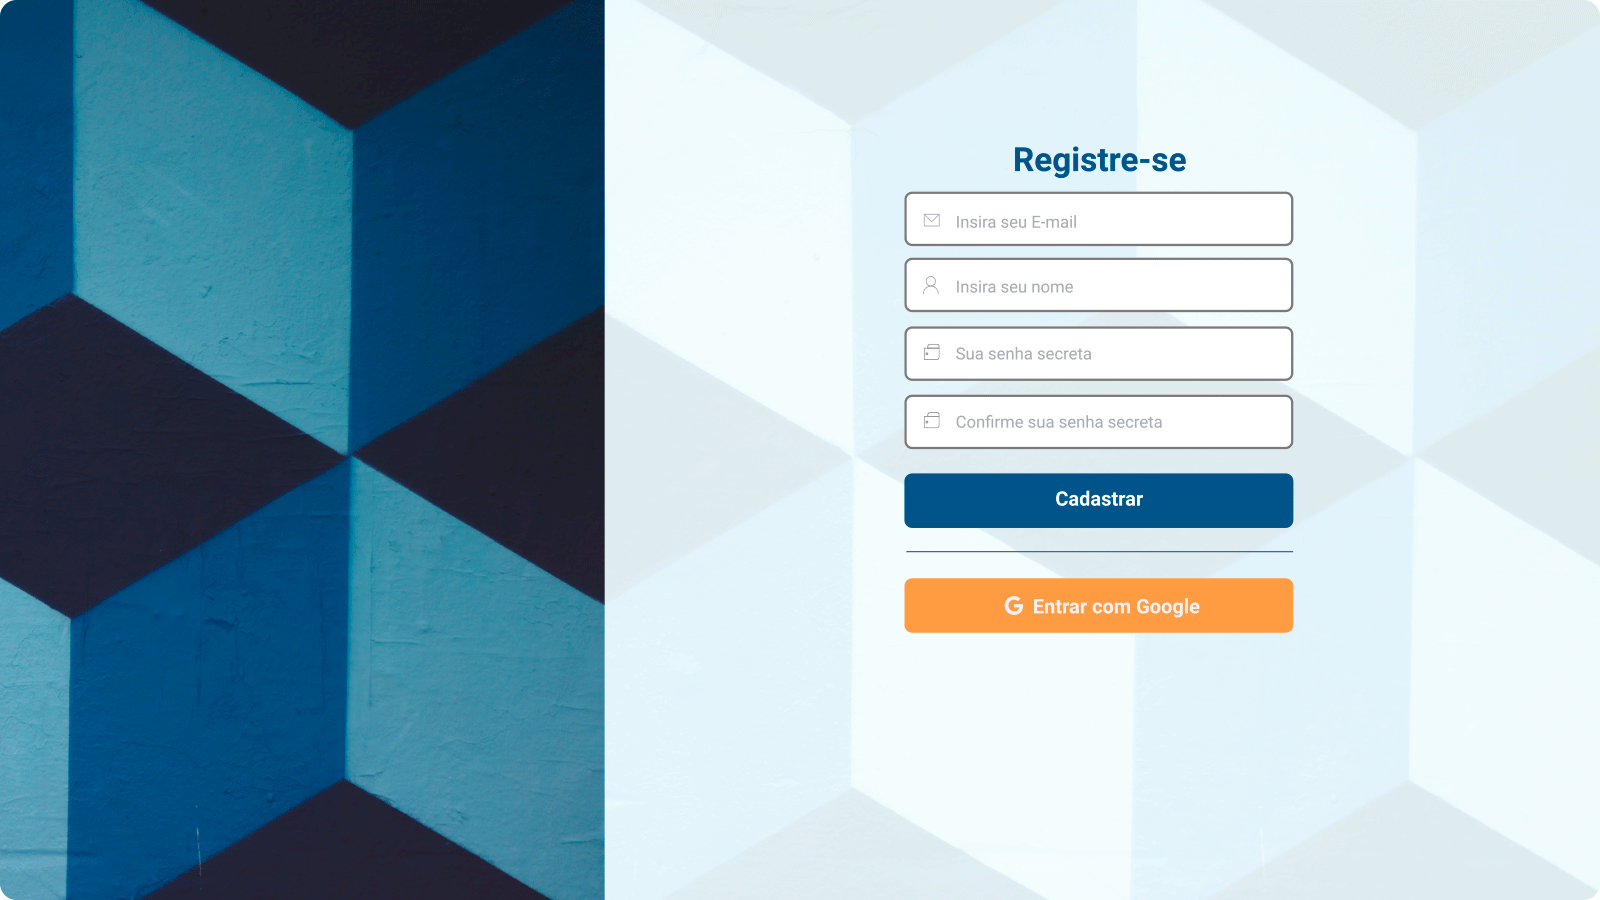 Registre-se
Insira seu E-mail
Insira seu nome
Sua senha secreta
Confirme sua senha secreta
Cadastrar
Entrar com Google